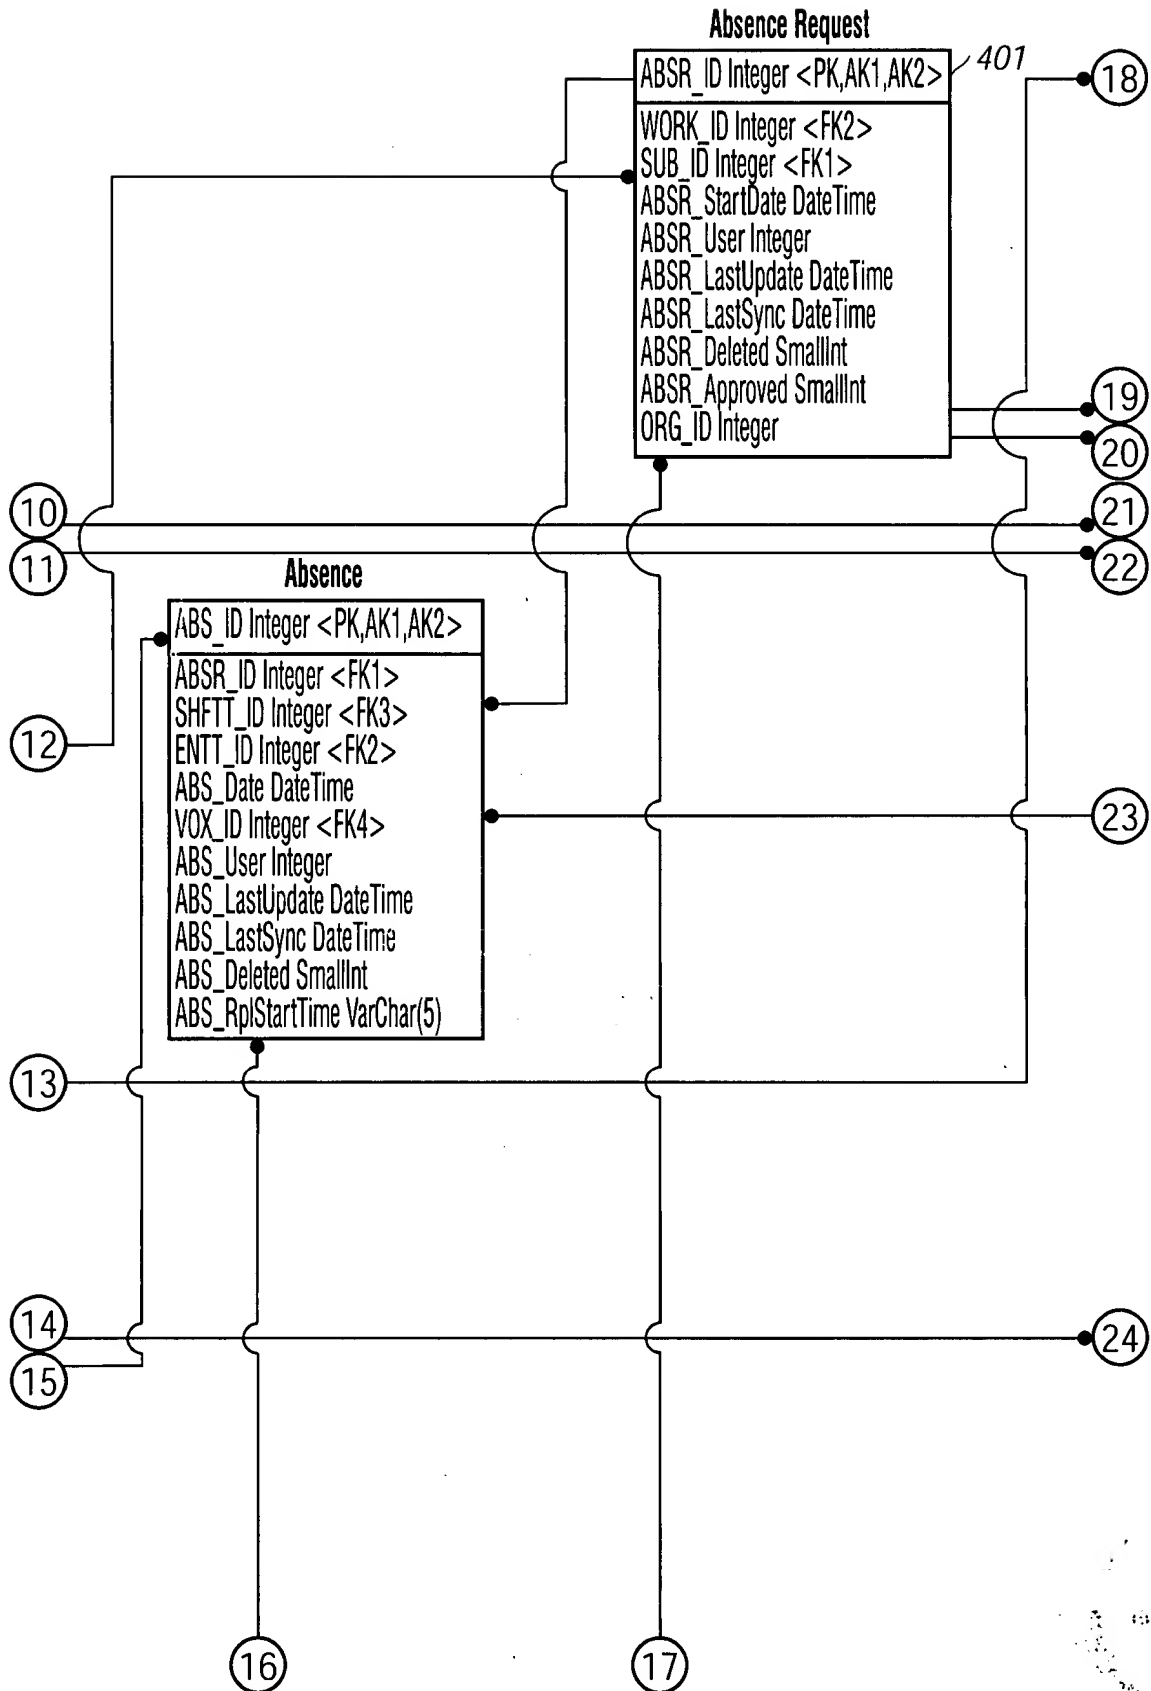 Absence Request
ABSR_ID Integer <PK,AK1,AK2>
401
18
WORK_ID Integer <FK2>
SUB_ID Integer <FK1>
ABSR_StartDate DateTime
ABSR_User Integer
ABSR_LastUpdate DateTime
ABSR_LastSync DateTime
ABSR_Deleted SmallInt
ABSR_Approved SmallInt
19
ORG_ID Integer
20
10
21
11
22
Absence
ABS_ID Integer <PK,AK1,AK2>
ABSR_ID Integer <FK1>
SHFTT_ID Integer <FK3>
12
ENTT_ID Integer <FK2>
ABS_Date DateTime
VOX_ID Integer <FK4>
23
ABS_User Integer
ABS_LastUpdate DateTime
ABS_LastSync DateTime
ABS_Deleted SmallInt
ABS_RplStartTime VarChar(5)
13
14
24
15
16
17